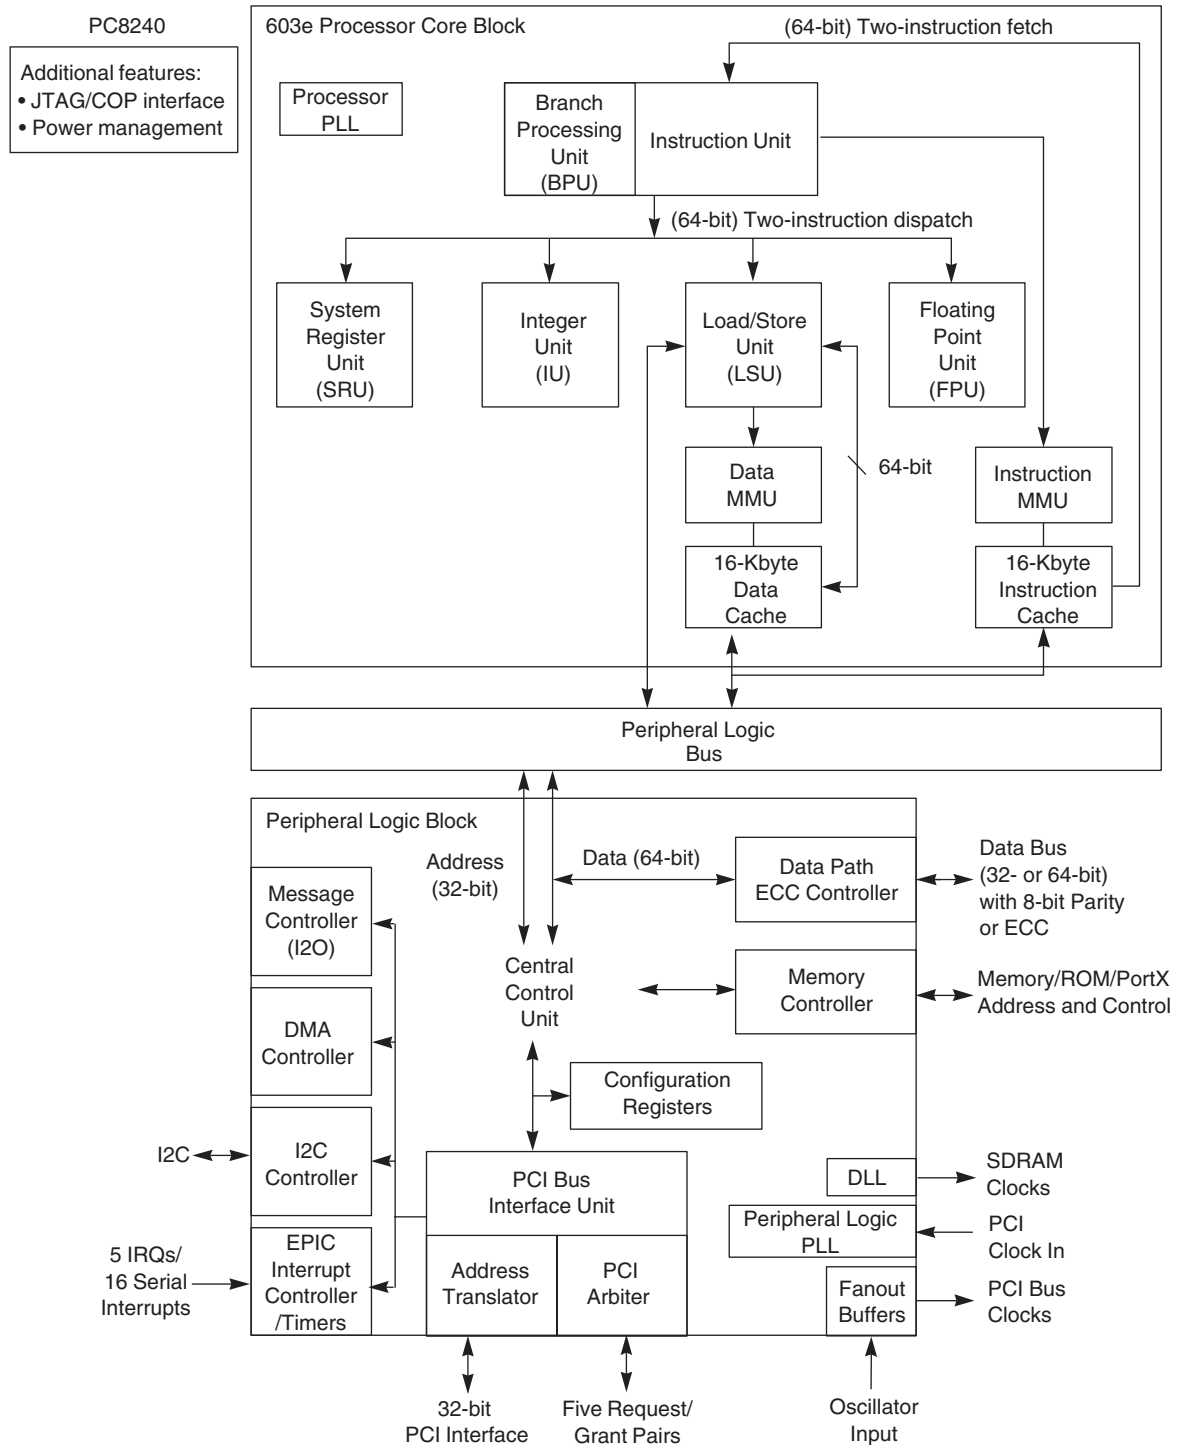 PC8240
Additional features:
• JTAG/COP interface
• Power management
603e Processor Core Block
(64-bit) Two-instruction fetch
Processor
PLL
Branch
Processing
Unit
(BPU)
Instruction Unit
(64-bit) Two-instruction dispatch
System
Register
Unit
(SRU)
Integer
Unit
(IU)
Load/Store
Unit
(LSU)
Floating
Point
Unit
(FPU)
Data
MMU
64-bit
Instruction
MMU
16-Kbyte
Data
Cache
16-Kbyte
Instruction
Cache
Peripheral Logic
Bus
Peripheral Logic Block
Address
(32-bit)
Data (64-bit)
Data Path
ECC Controller
Data Bus
(32- or 64-bit)
with 8-bit Parity
or ECC
Message
Controller
(I2O)
Central
Control
Unit
Memory
Controller
Memory/ROM/PortX
Address and Control
DMA
Controller
Configuration
Registers
I2C
I2C
Controller
PCI Bus
Interface Unit
DLL
SDRAM
Clocks
Peripheral Logic
PLL
PCI
Clock In
5 IRQs/
16 Serial
Interrupts
EPIC
Interrupt
Controller
/Timers
Address
Translator
PCI
Arbiter
Fanout
Buffers
PCI Bus
Clocks
32-bit
PCI Interface
Five Request/
Grant Pairs
Oscillator
Input